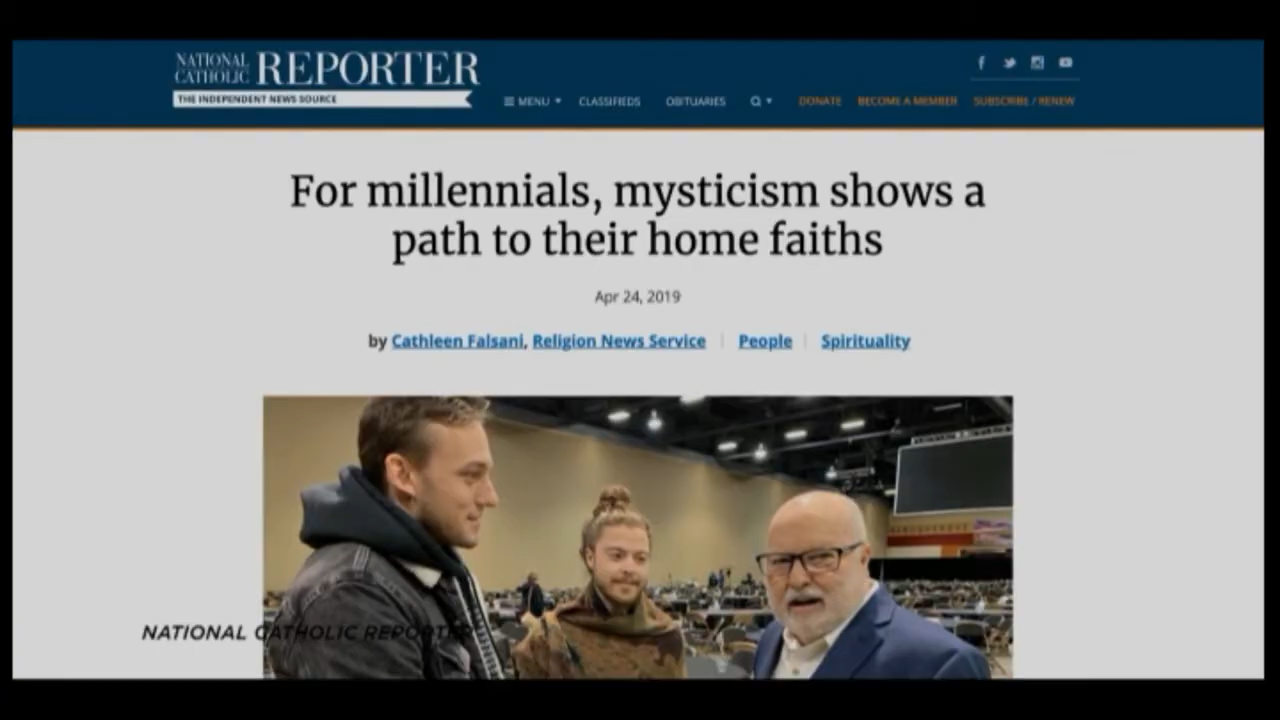 NATIONAL
CATHOLIC REPORTER
THE INDEPENDENT NEWS SOURCE
MENU CLASSIFIEDS OBITUARIES DONATE BECOME A MEMBER SUBSCRIBE / RENEW
For millennials, mysticism shows a
path to their home faiths
Apr 24, 2019
by Cathleen Falsani, Religion News Service | People | Spirituality
NATIONAL CATHOLIC REPORTER